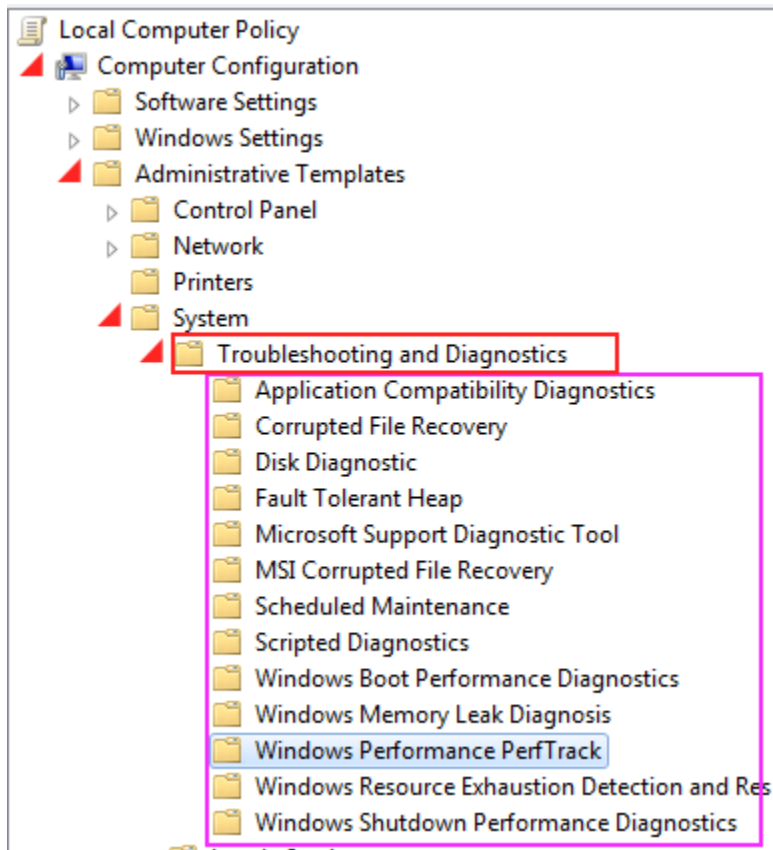 Local Computer Policy
Computer Configuration
Software Settings
Windows Settings
Administrative Templates
Control Panel
Network
Printers
System
Troubleshooting and Diagnostics
Application Compatibility Diagnostics
Corrupted File Recovery
Disk Diagnostic
Fault Tolerant Heap
Microsoft Support Diagnostic Tool
MSI Corrupted File Recovery
Scheduled Maintenance
Scripted Diagnostics
Windows Boot Performance Diagnostics
Windows Memory Leak Diagnosis
Windows Performance PerfTrack
Windows Resource Exhaustion Detection and Res
Windows Shutdown Performance Diagnostics